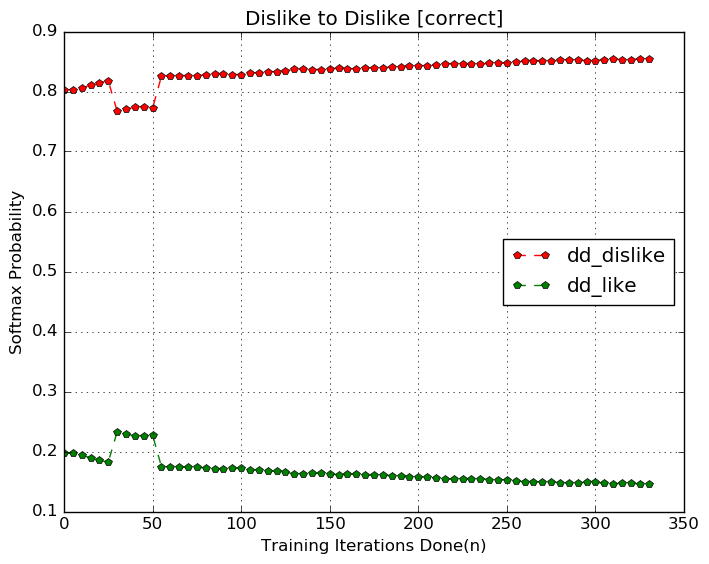 Dislike to Dislike [correct]
0.9
0.8
0.7
0.6
0.5
0.4
0.3
0.2
0.1
Softmax Probability
dd_dislike
dd_like
0 50 100 150 200 250 300 350
Training Iterations Done(n)